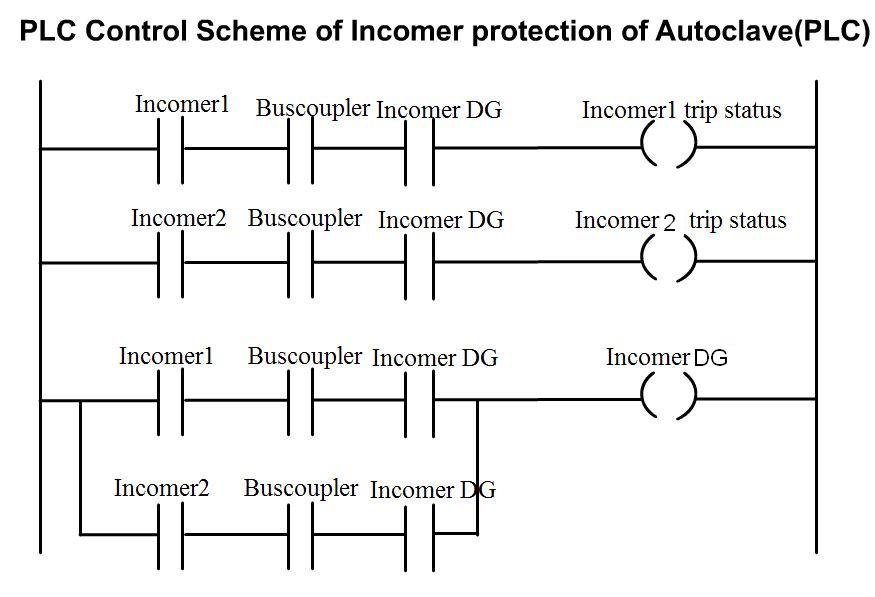 PLC Control Scheme of Incomer protection of Autoclave(PLC)
Incomer1 Buscoupler Incomer DG Incomer1 trip status
Incomer2 Buscoupler Incomer DG Incomer 2 trip status
Incomer1 Buscoupler Incomer DG Incomer DG
Incomer2 Buscoupler Incomer DG